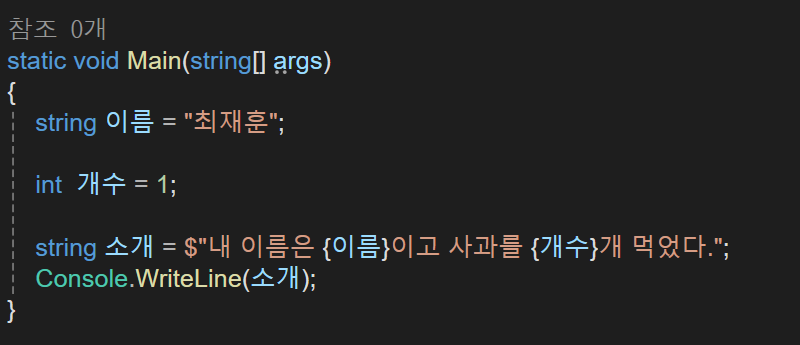 참조 0개
static void Main(string[] args)
{
string 이름 = "최재훈";
int 개수 = 1;
string 소개 = $"내 이름은 {이름}이고 사과를 {개수}개 먹었다.";
Console.WriteLine(소개);
}